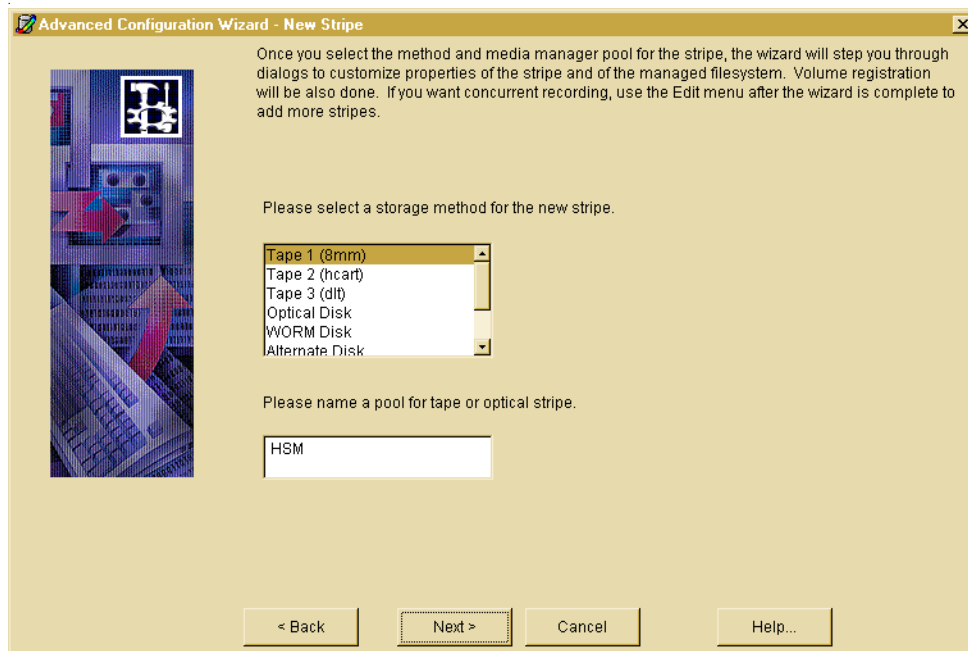 Advanced Configuration Wizard - New Stripe
Once you select the method and media manager pool for the stripe, the wizard will step you through
dialogs to customize properties of the stripe and of the managed filesystem. Volume registration
will be also done. If you want concurrent recording, use the Edit menu after the wizard is complete to
add more stripes.
Please select a storage method for the new stripe.
Tape 1 (8mm)
Tape 2 (hcart)
Tape 3 (dlt)
Optical Disk
WORM Disk
Alternate Disk
Please name a pool for tape or optical stripe.
HSM
< Back
Next >
Cancel
Help...